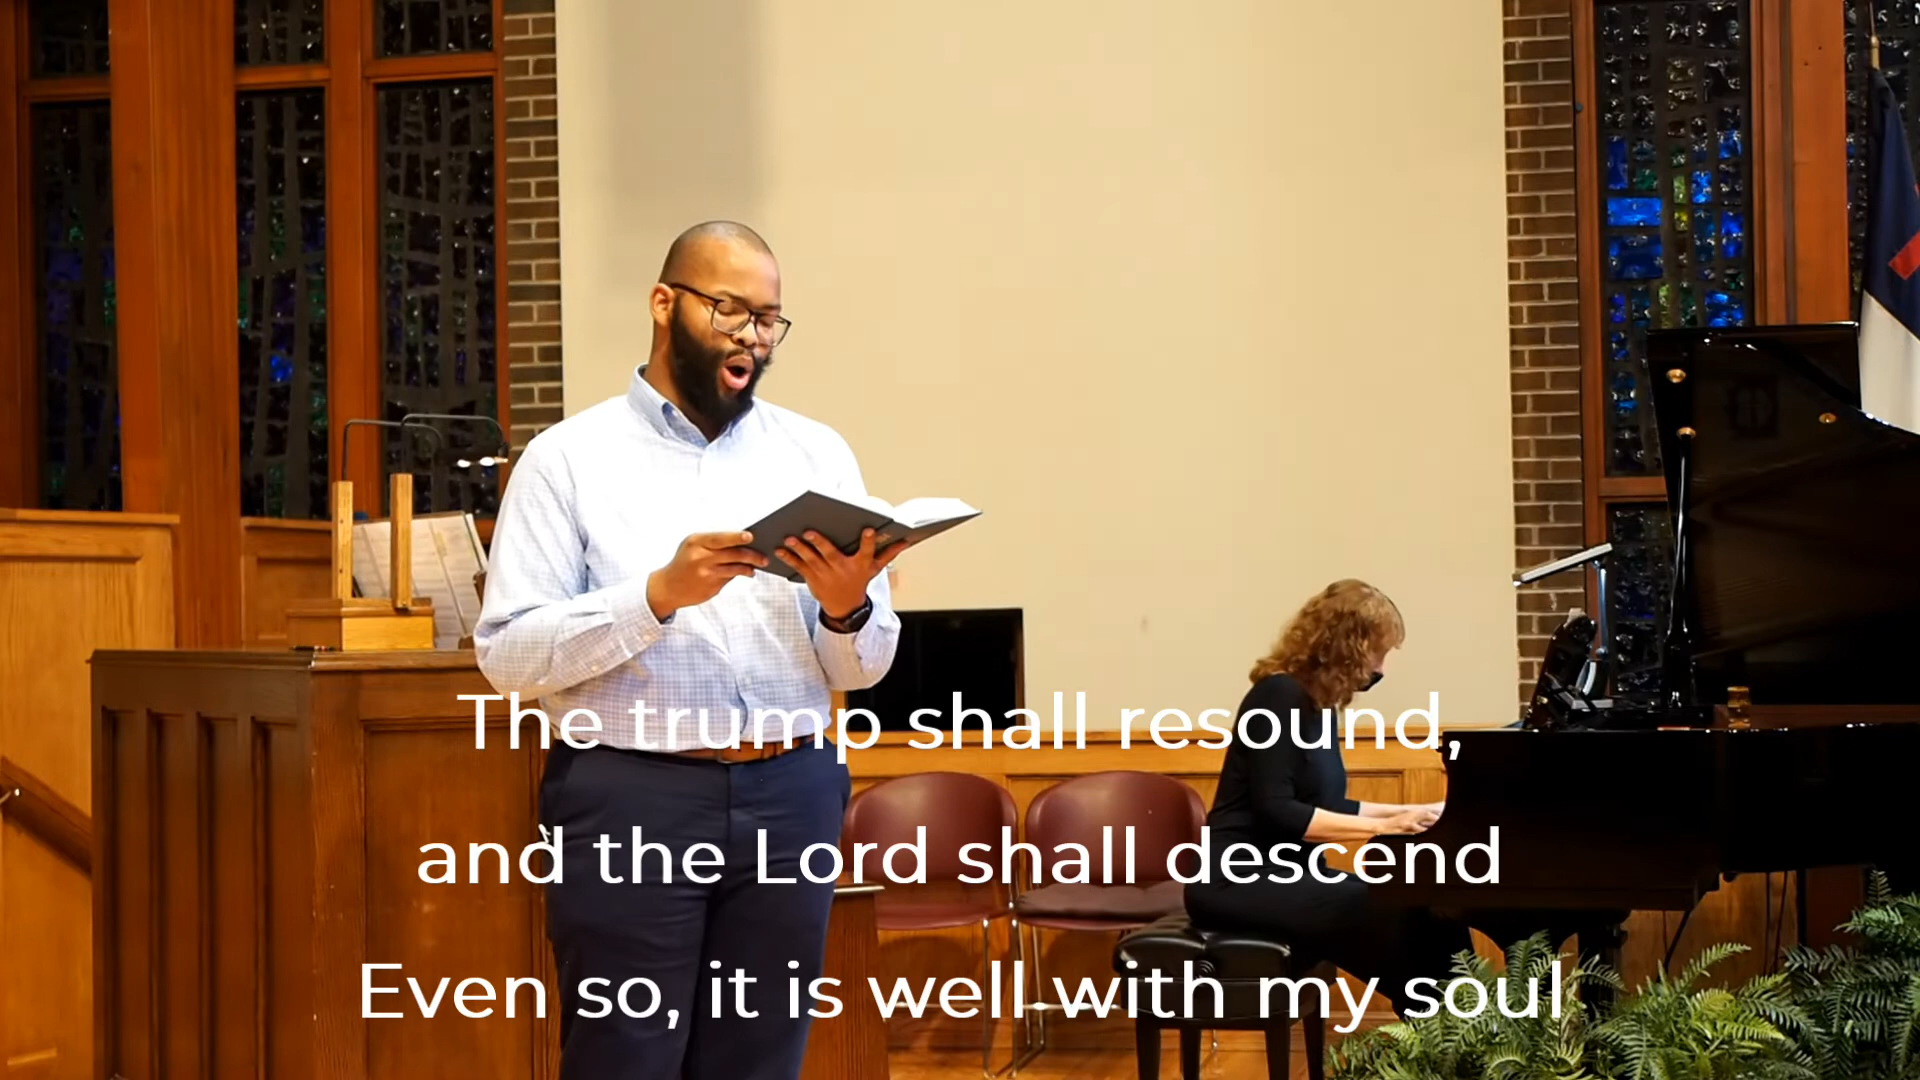 The trump shall resound,
and the Lord shall descend
Even so, it is well with my soul